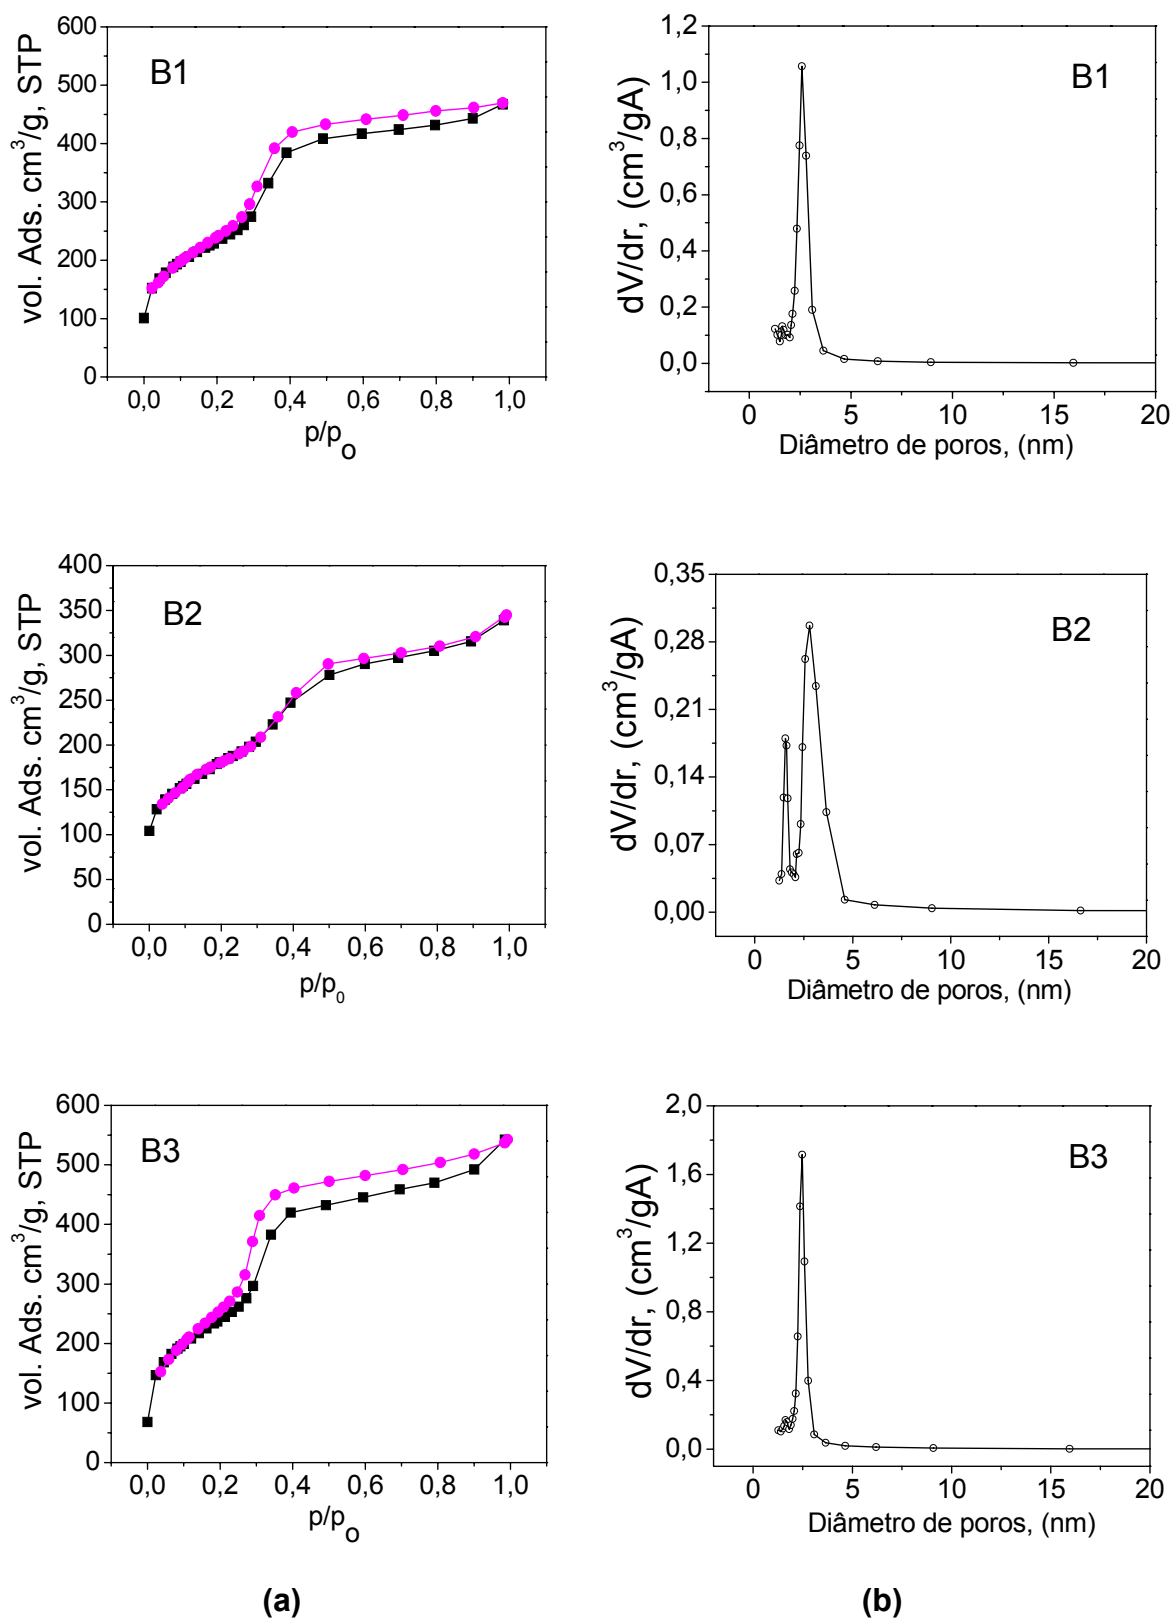 600
500
400
300
200
100
0
vol. Ads. cm³/g, STP
B1
0,0 0,2 0,4 0,6 0,8 1,0
p/p₀
1,2
1,0
0,8
0,6
0,4
0,2
0,0
dV/dr, (cm³/gA)
B1
0 5 10 15 20
Diâmetro de poros, (nm)
400
350
300
250
200
150
100
50
0
vol. Ads. cm³/g, STP
B2
0,0 0,2 0,4 0,6 0,8 1,0
p/p₀
0,35
0,28
0,21
0,14
0,07
0,00
dV/dr, (cm³/gA)
B2
0 5 10 15 20
Diâmetro de poros, (nm)
600
500
400
300
200
100
0
vol. Ads. cm³/g, STP
B3
0,0 0,2 0,4 0,6 0,8 1,0
p/p₀
2,0
1,6
1,2
0,8
0,4
0,0
dV/dr, (cm³/gA)
B3
0 5 10 15 20
Diâmetro de poros, (nm)
(a) (b)